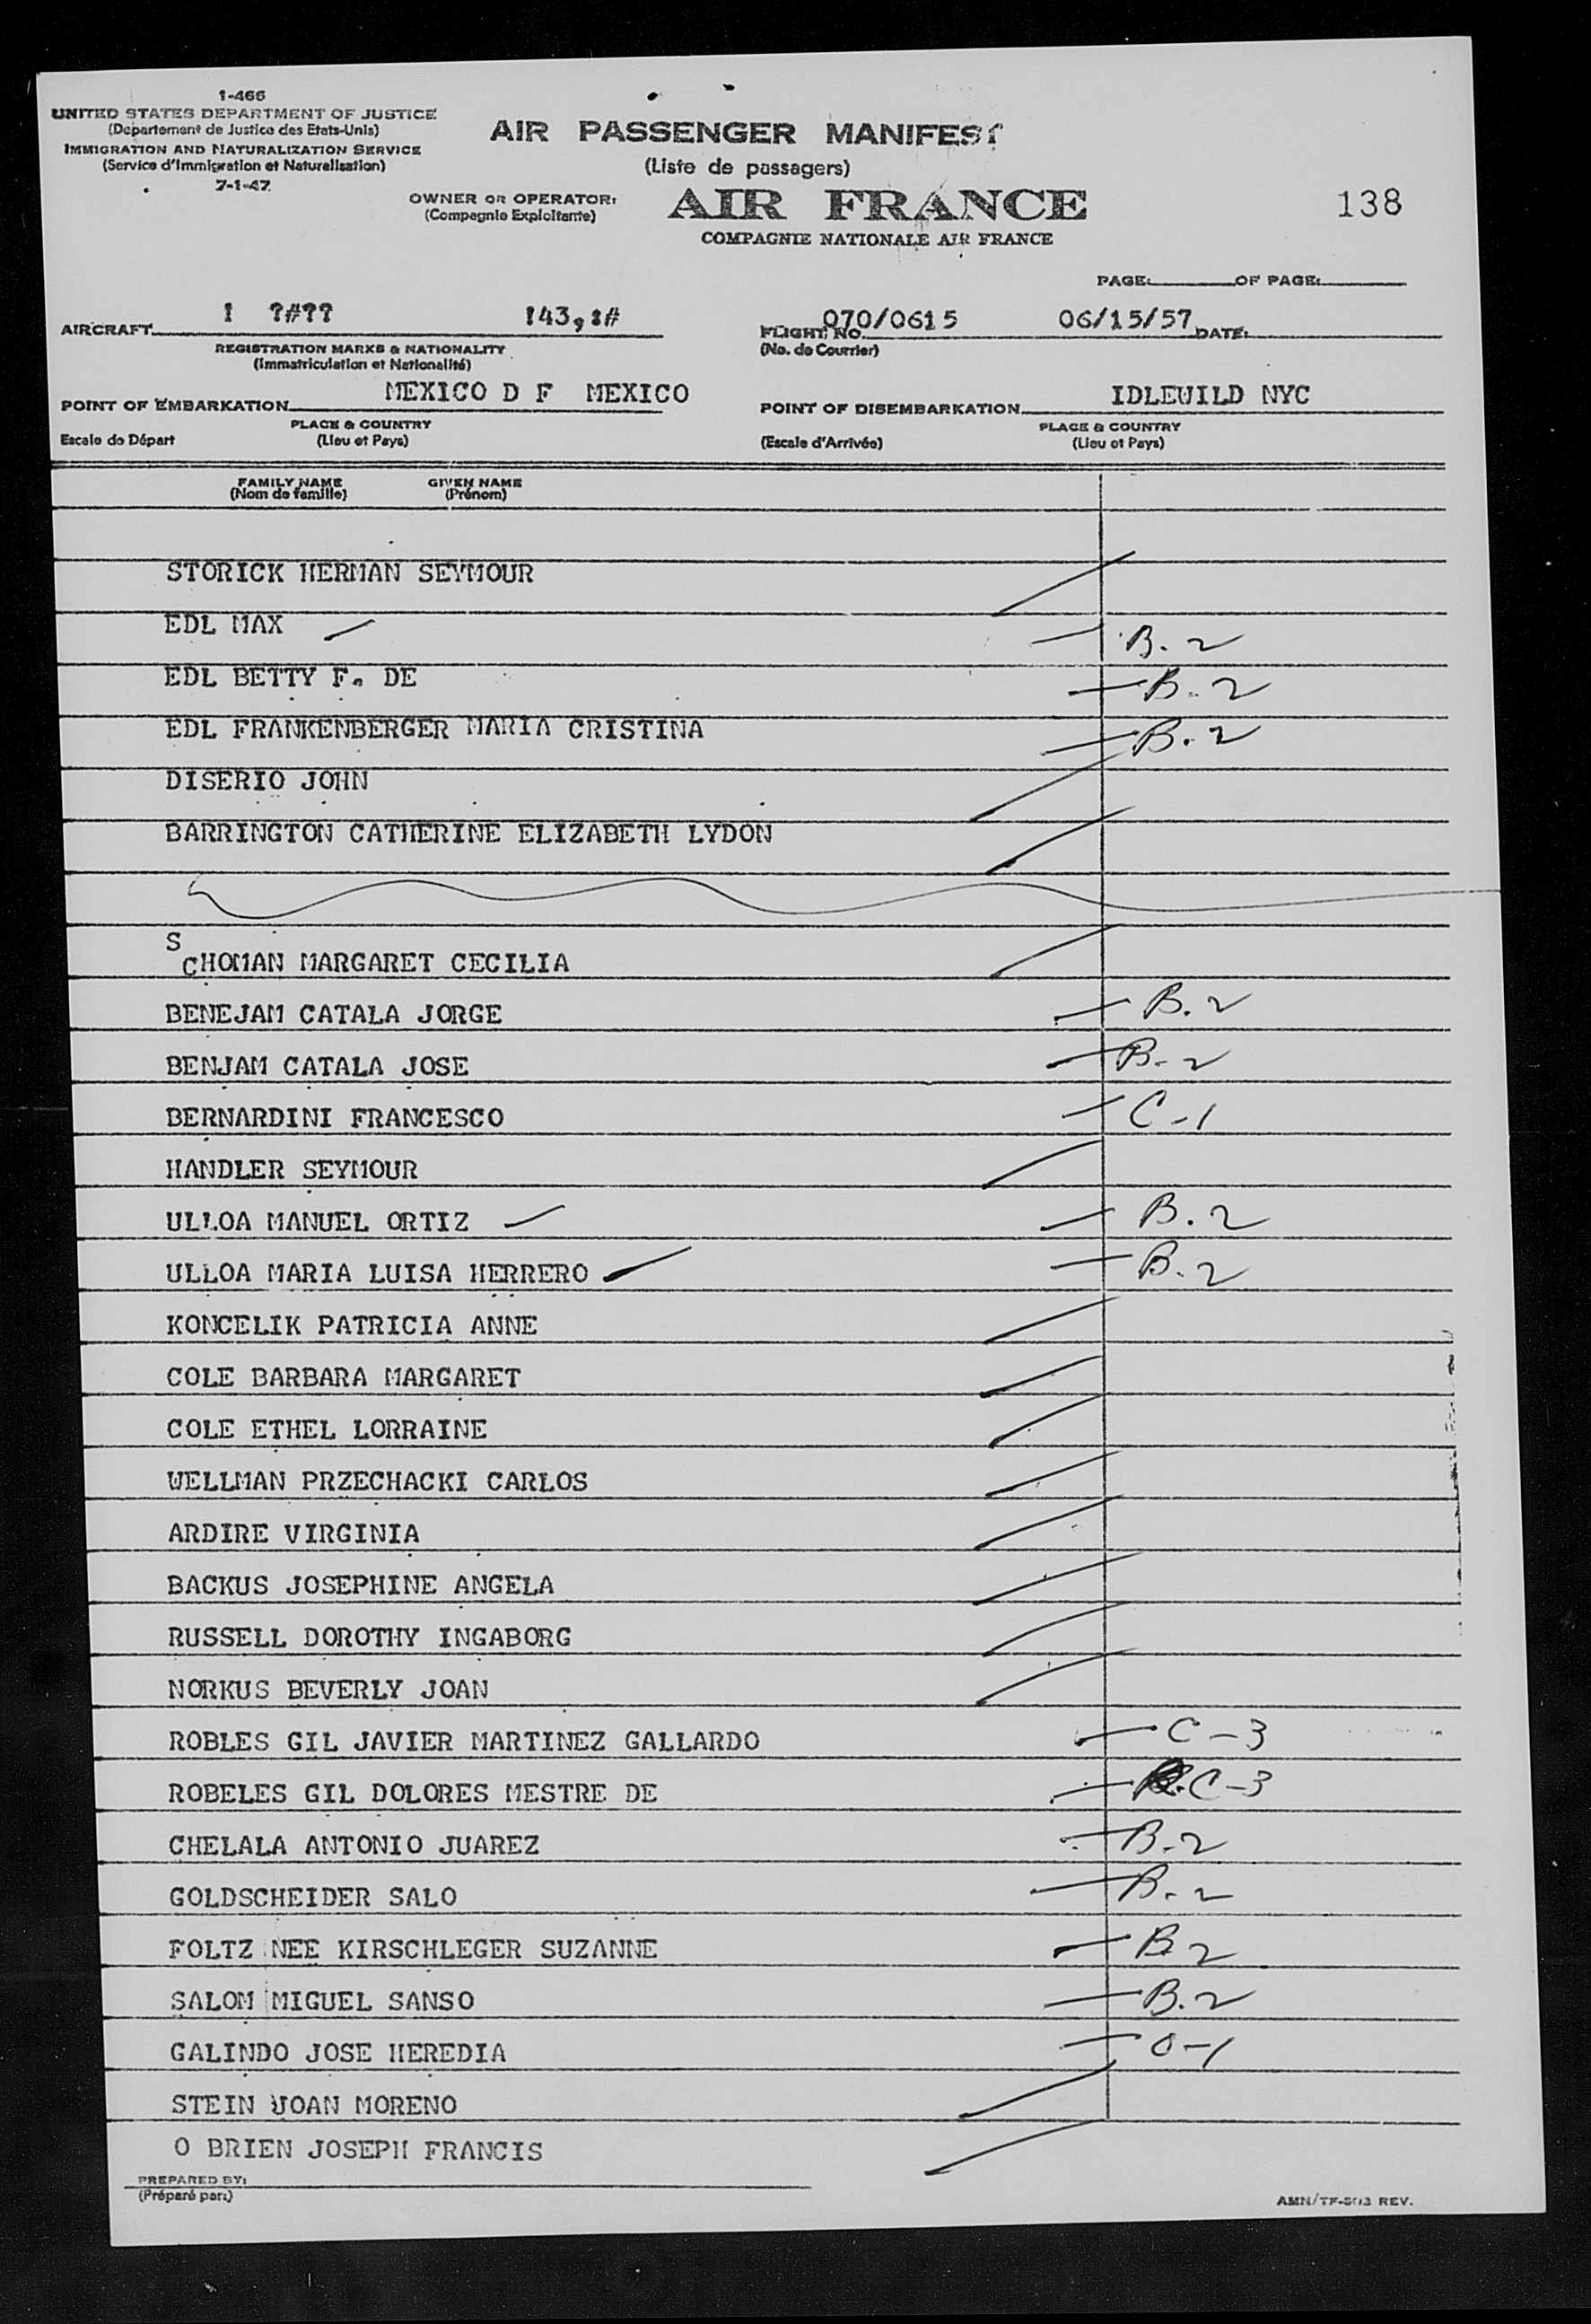 1-466
UNITED STATES DEPARTMENT OF JUSTICE
(Departement de Justice des Etats-Unis)
IMMIGRATION AND NATURALIZATION SERVICE
(Service d'Immigration et Naturalisation)
7-1-47
AIR PASSENGER MANIFEST
(Liste de passagers)
OWNER OR OPERATOR:
(Compagnie Exploitante)
AIR FRANCE
COMPAGNIE NATIONALE AIR FRANCE
138
PAGE: OF PAGE:
AIRCRAFT ! ?#?? !43,8#
REGISTRATION MARKS & NATIONALITY
(Immatriculation et Nationalité)
FLIGHT NO. 070/0615 06/15/57 DATE:
(No. de Courrier)
POINT OF EMBARKATION MEXICO D F MEXICO
PLACE & COUNTRY
Escale de Départ (Lieu et Pays)
POINT OF DISEMBARKATION IDLEWILD NYC
PLACE & COUNTRY
(Escale d'Arrivée) (Lieu et Pays)
FAMILY NAME GIVEN NAME
(Nom de famille) (Prénom)
STORICK HERMAN SEYMOUR
EDL MAX B.2
EDL BETTY F. DE B.2
EDL FRANKENBERGER MARIA CRISTINA B.2
DISERIO JOHN
BARRINGTON CATHERINE ELIZABETH LYDON
SCHOMAN MARGARET CECILIA
BENEJAM CATALA JORGE B.2
BENJAM CATALA JOSE B-2
BERNARDINI FRANCESCO C-1
HANDLER SEYMOUR
ULLOA MANUEL ORTIZ B.2
ULLOA MARIA LUISA HERRERO B.2
KONCELIK PATRICIA ANNE
COLE BARBARA MARGARET
COLE ETHEL LORRAINE
WELLMAN PRZECHACKI CARLOS
ARDIRE VIRGINIA
BACKUS JOSEPHINE ANGELA
RUSSELL DOROTHY INGABORG
NORKUS BEVERLY JOAN
ROBLES GIL JAVIER MARTINEZ GALLARDO C-3
ROBELES GIL DOLORES MESTRE DE C-3
CHELALA ANTONIO JUAREZ B-2
GOLDSCHEIDER SALO B-2
FOLTZ NEE KIRSCHLEGER SUZANNE B2
SALOM MIGUEL SANSO B.2
GALINDO JOSE HEREDIA C-1
STEIN JOAN MORENO
O BRIEN JOSEPH FRANCIS
PREPARED BY:
(Préparé par:)
AMN/TF-503 REV.